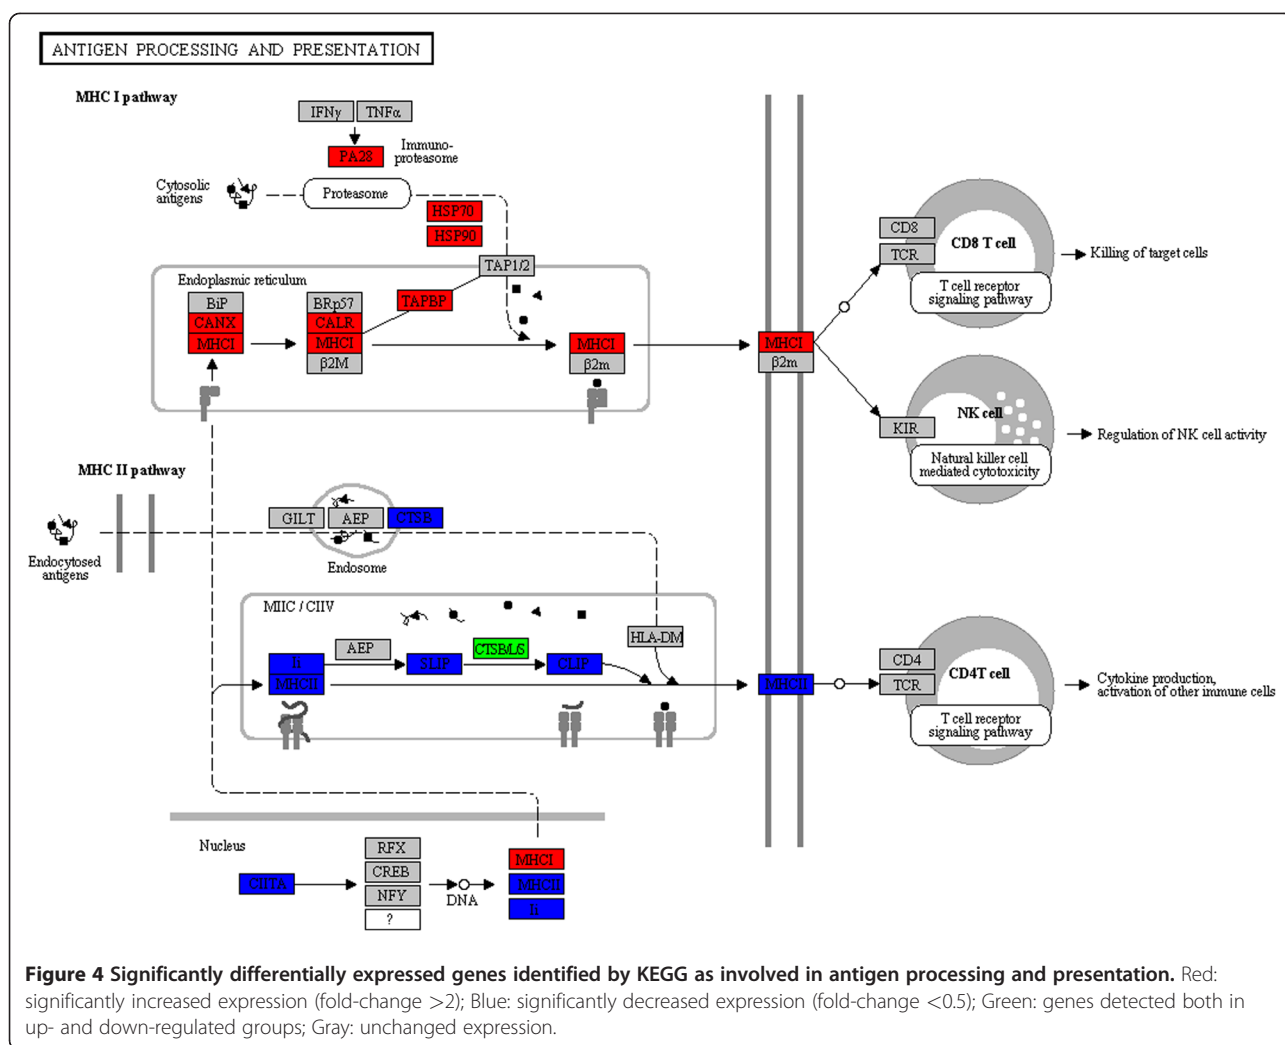 ANTIGEN PROCESSING AND PRESENTATION
MHC I pathway
IFNγ
TNFα
PA28
Immuno-
proteasome
Cytosolic
antigens
Proteasome
HSP70
HSP90
TAP1/2
Endoplasmic reticulum
BiP
CANX
MHCI
BRp57
CALR
MHCI
β2M
TAPBP
MHCI
β2m
MHCI
β2m
CD8
TCR
CD8 T cell
T cell receptor
signaling pathway
Killing of target cells
KIR
NK cell
Natural killer cell
mediated cytotoxicity
Regulation of NK cell activity
MHC II pathway
Endocytosed
antigens
GILT
AEP
CTSB
Endosome
MIIC / CIIV
Ii
MHCII
AEP
SLIP
CTSB/L/S
CLIP
HLA-DM
MHCII
CD4
TCR
CD4T cell
T cell receptor
signaling pathway
Cytokine production,
activation of other immune cells
Nucleus
CIITA
RFX
CREB
NFY
?
DNA
MHCI
MHCII
Ii
Figure 4 Significantly differentially expressed genes identified by KEGG as involved in antigen processing and presentation. Red:
significantly increased expression (fold-change >2); Blue: significantly decreased expression (fold-change <0.5); Green: genes detected both in
up- and down-regulated groups; Gray: unchanged expression.